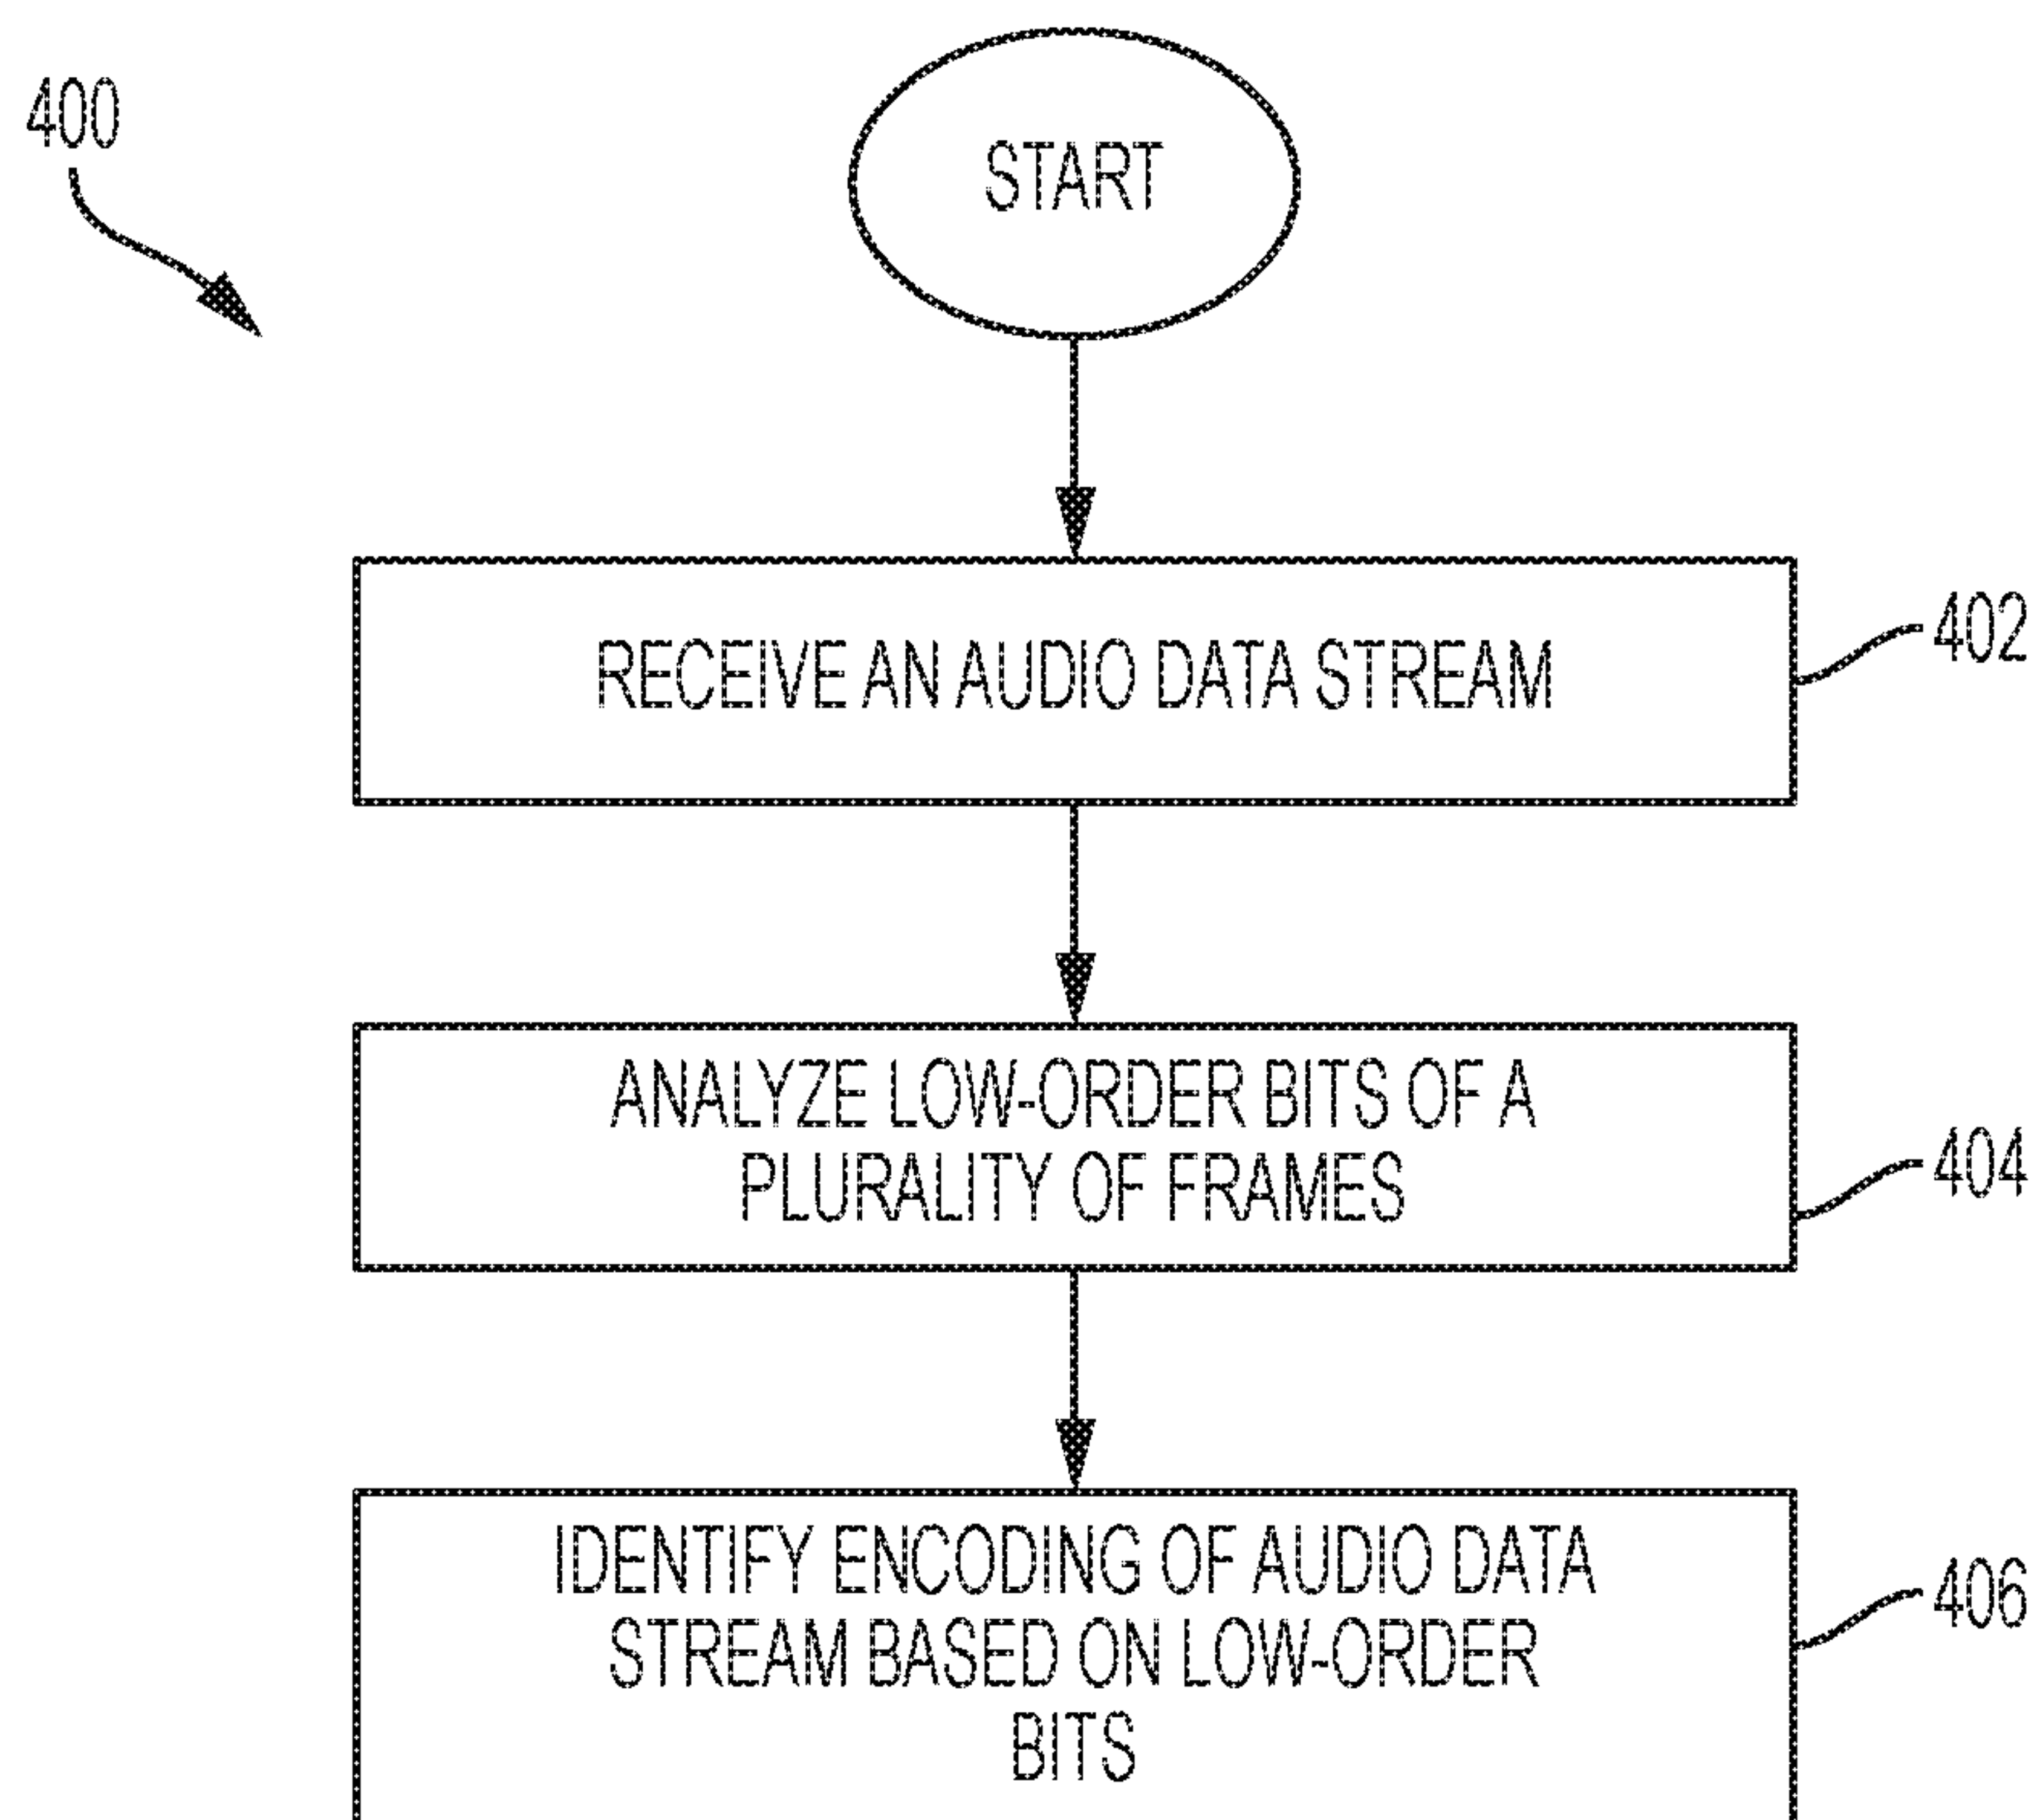 400
START
RECEIVE AN AUDIO DATA STREAM
402
ANALYZE LOW-ORDER BITS OF A
PLURALITY OF FRAMES
404
IDENTIFY ENCODING OF AUDIO DATA
STREAM BASED ON LOW-ORDER
BITS
406